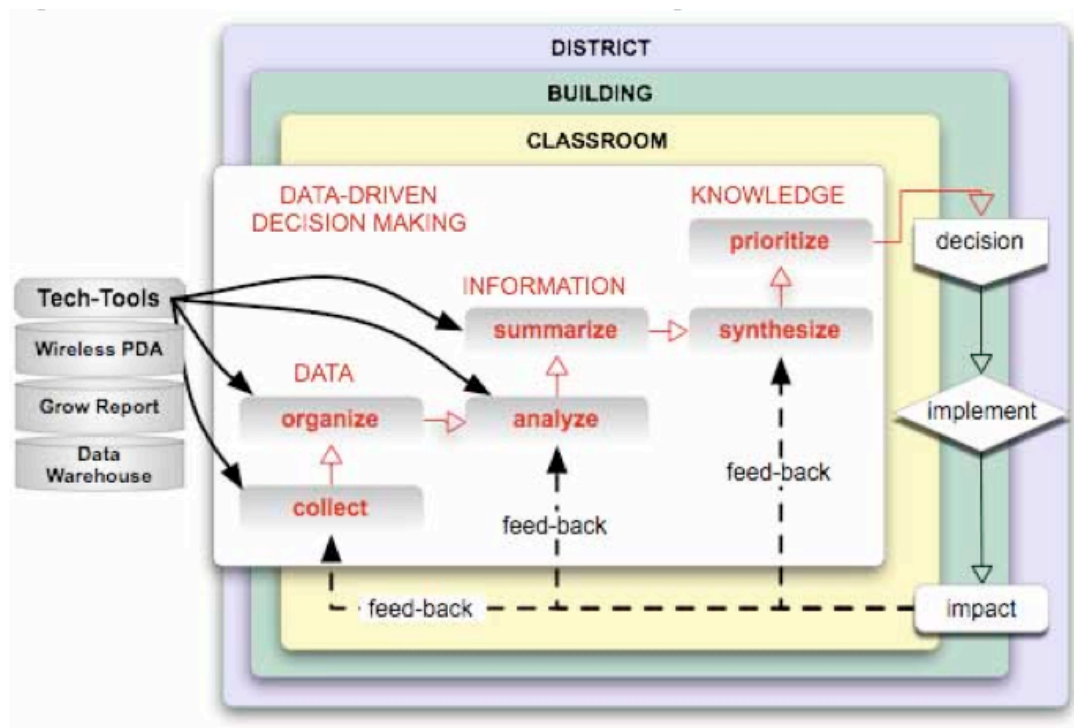 DISTRICT
BUILDING
CLASSROOM
DATA-DRIVEN
DECISION MAKING
KNOWLEDGE
prioritize
decision
Tech-Tools
INFORMATION
summarize
synthesize
Wireless PDA
DATA
Grow Report
organize
analyze
implement
Data
Warehouse
feed-back
collect
feed-back
feed-back
impact